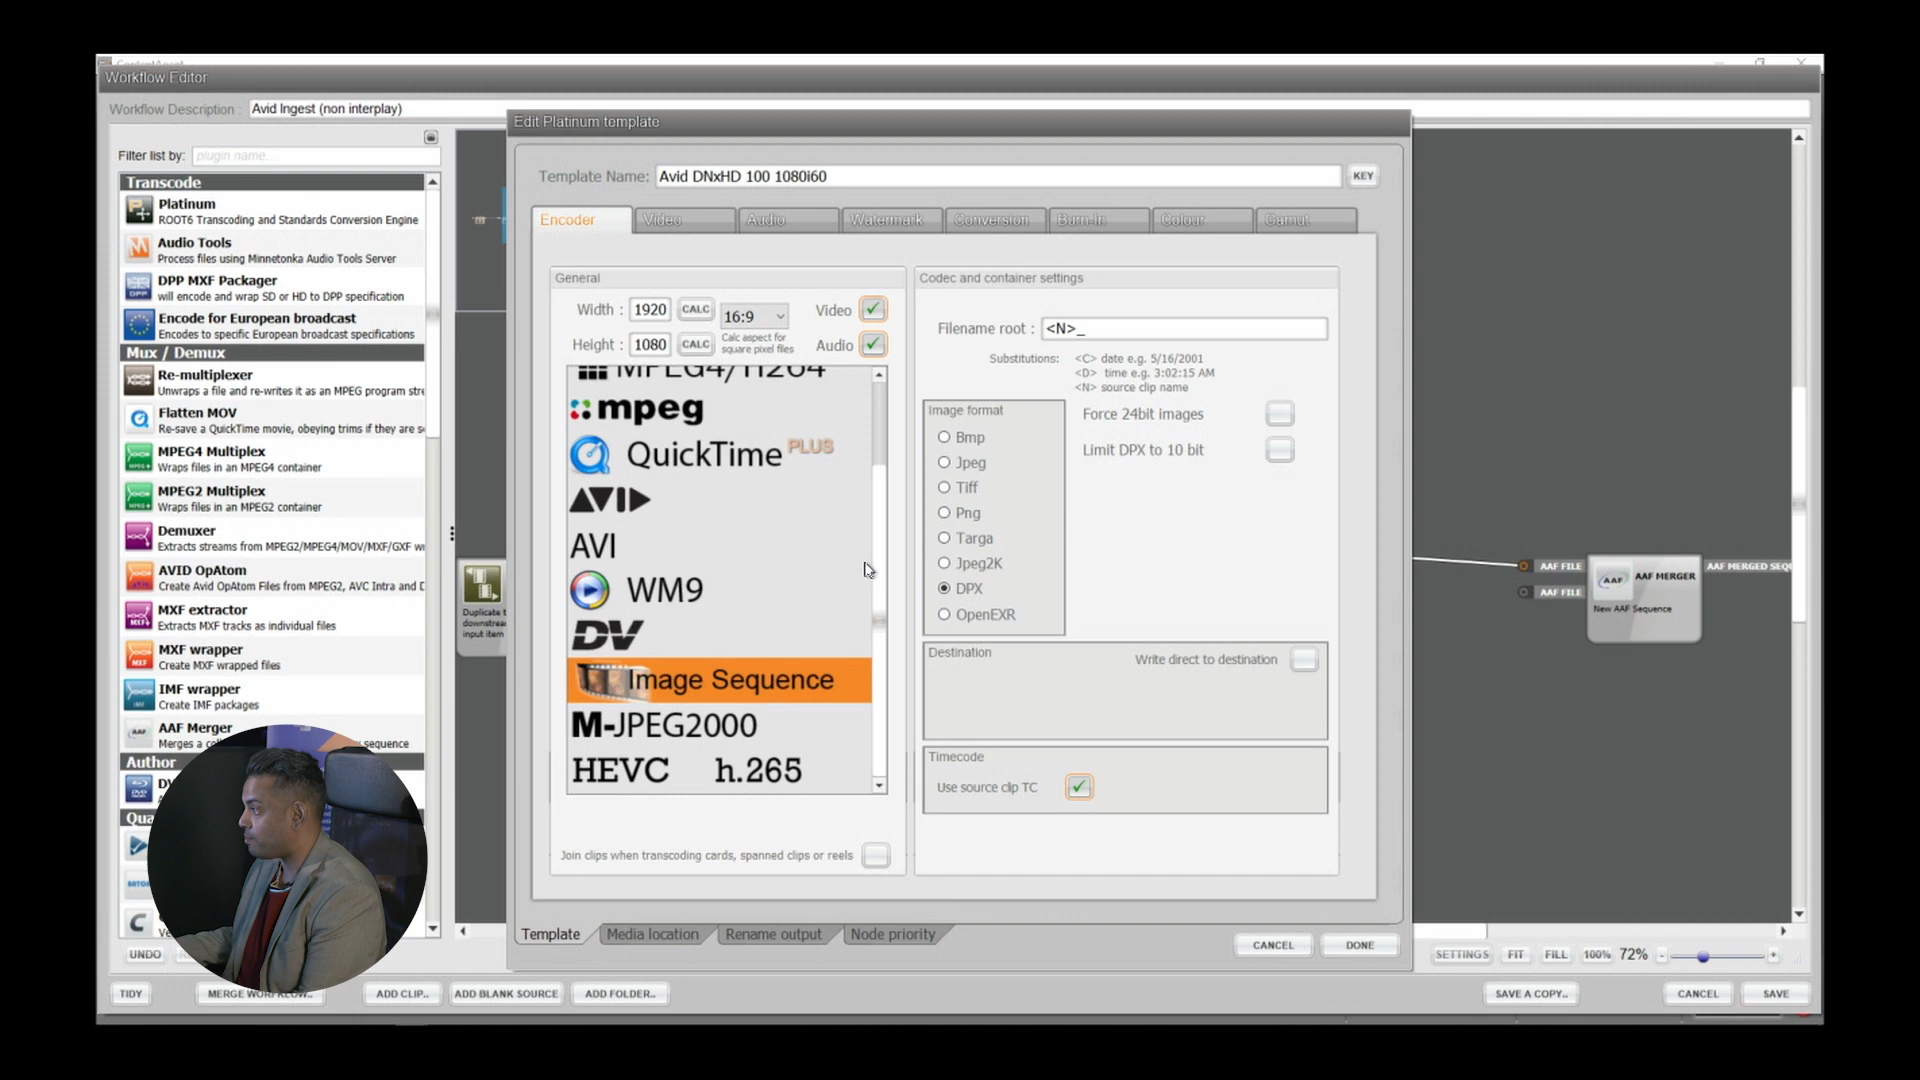 Workflow Editor
Workflow Description : Avid Ingest (non interplay)
Filter list by: plugin name...
Transcode
Platinum
ROOT6 Transcoding and Standards Conversion Engine
Audio Tools
Process files using Minnetonka Audio Tools Server
DPP MXF Packager
will encode and wrap SD or HD to DPP specification
Encode for European broadcast
Encodes to specific European broadcast specifications
Mux / Demux
Re-multiplexer
Unwraps a file and re-writes it as an MPEG program stre
Flatten MOV
Re-save a QuickTime movie, obeying trims if they are s
MPEG4 Multiplex
Wraps files in an MPEG4 container
MPEG2 Multiplex
Wraps files in an MPEG2 container
Demuxer
Extracts streams from MPEG2/MPEG4/MOV/MXF/GXF w
AVID OpAtom
Create Avid OpAtom Files from MPEG2, AVC Intra and D
MXF extractor
Extracts MXF tracks as individual files
MXF wrapper
Create MXF wrapped files
IMF wrapper
Create IMF packages
AAF Merger
Merges a sequence
Author
UNDO
Duplicate t
downstrea
input item
Edit Platinum template
Template Name: Avid DNxHD 100 1080i60 KEY
Encoder Video Audio Watermark Conversion Burn-In Colour Gamut
General
Width : 1920 CALC 16:9 Video
Height : 1080 CALC Calc aspect for
square pixel files Audio
MPEG4/H264
mpeg
QuickTime PLUS
AVID
AVI
WM9
DV
Image Sequence
M-JPEG2000
HEVC h.265
Join clips when transcoding cards, spanned clips or reels
Codec and container settings
Filename root : <N>_
Substitutions: <C> date e.g. 5/16/2001
<D> time e.g. 3:02:15 AM
<N> source clip name
Image format
Bmp
Jpeg
Tiff
Png
Targa
Jpeg2K
DPX
OpenEXR
Force 24bit images
Limit DPX to 10 bit
Destination
Write direct to destination
Timecode
Use source clip TC
Template Media location Rename output Node priority
CANCEL DONE
AAF FILE
AAF FILE
AAF AAF MERGER
New AAF Sequence
AAF MERGED SEQU
SETTINGS FIT FILL 100% 72% - +
TIDY MERGE WORKFLOW.. ADD CLIP.. ADD BLANK SOURCE ADD FOLDER.. SAVE A COPY.. CANCEL SAVE